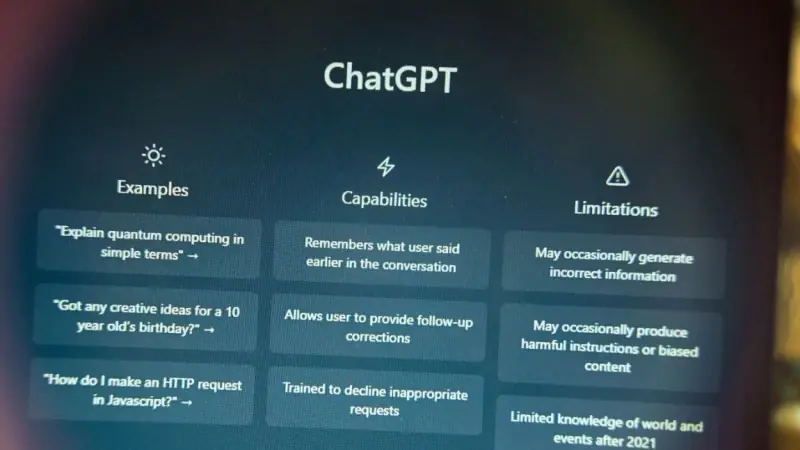 ChatGPT
Examples
"Explain quantum computing in
simple terms" →
"Got any creative ideas for a 10
year old's birthday?" →
"How do I make an HTTP request
in Javascript?" →
Capabilities
Remembers what user said
earlier in the conversation
Allows user to provide follow-up
corrections
Trained to decline inappropriate
requests
Limitations
May occasionally generate
incorrect information
May occasionally produce
harmful instructions or biased
content
Limited knowledge of world and
events after 2021